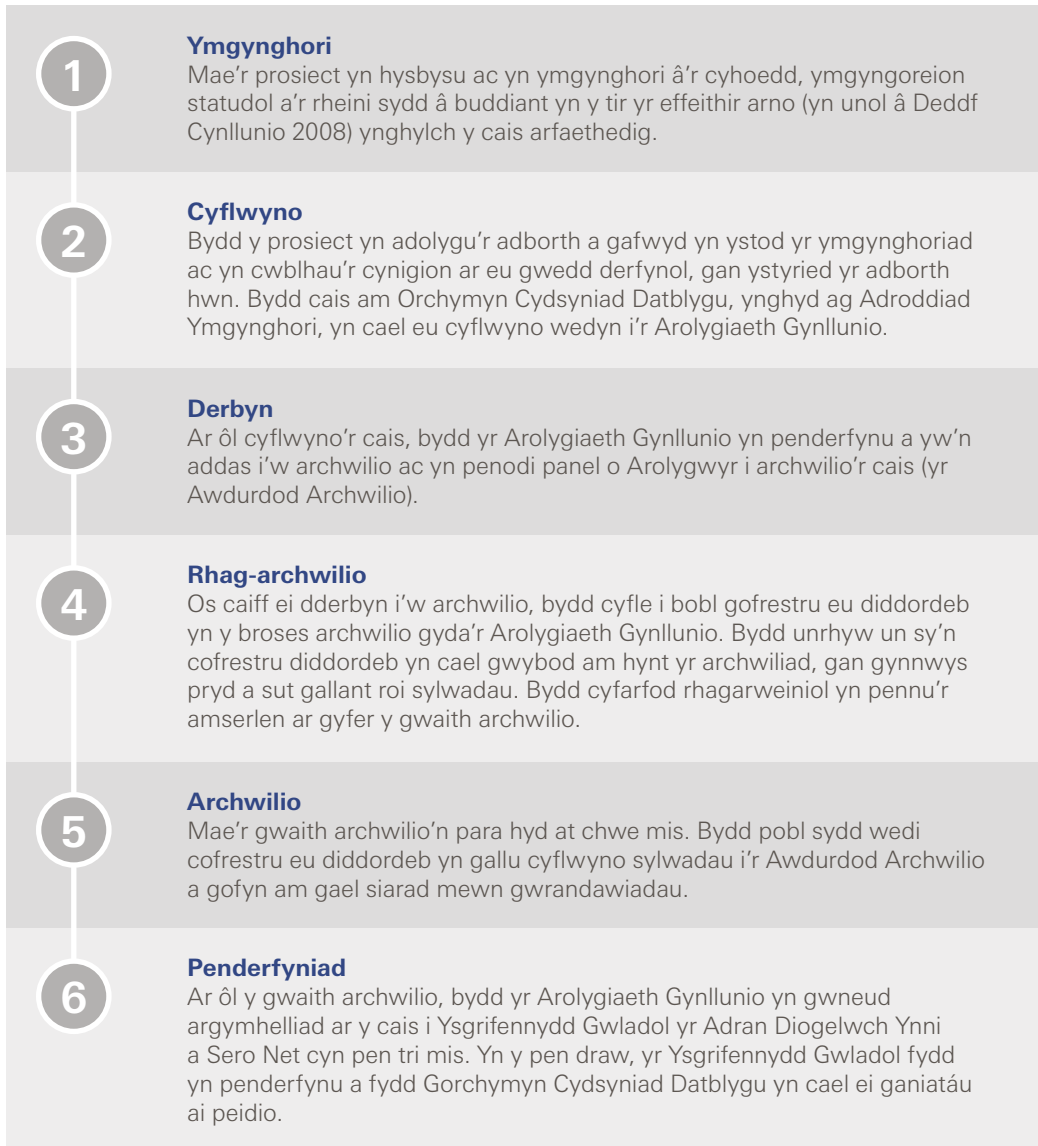 1
Ymgynghori
Mae'r prosiect yn hysbysu ac yn ymgynghori â'r cyhoedd, ymgyngoreion
statudol a'r rheini sydd â buddiant yn y tir yr effeithir arno (yn unol â Deddf
Cynllunio 2008) ynghylch y cais arfaethedig.
2
Cyflwyno
Bydd y prosiect yn adolygu'r adborth a gafwyd yn ystod yr ymgynghoriad
ac yn cwblhau'r cynigion ar eu gwedd derfynol, gan ystyried yr adborth
hwn. Bydd cais am Orchymyn Cydsyniad Datblygu, ynghyd ag Adroddiad
Ymgynghori, yn cael eu cyflwyno wedyn i'r Arolygiaeth Gynllunio.
3
Derbyn
Ar ôl cyflwyno'r cais, bydd yr Arolygiaeth Gynllunio yn penderfynu a yw'n
addas i'w archwilio ac yn penodi panel o Arolygwyr i archwilio'r cais (yr
Awdurdod Archwilio).
4
Rhag-archwilio
Os caiff ei dderbyn i'w archwilio, bydd cyfle i bobl gofrestru eu diddordeb
yn y broses archwilio gyda'r Arolygiaeth Gynllunio. Bydd unrhyw un sy'n
cofrestru diddordeb yn cael gwybod am hynt yr archwiliad, gan gynnwys
pryd a sut gallant roi sylwadau. Bydd cyfarfod rhagarweiniol yn pennu'r
amserlen ar gyfer y gwaith archwilio.
5
Archwilio
Mae'r gwaith archwilio'n para hyd at chwe mis. Bydd pobl sydd wedi
cofrestru eu diddordeb yn gallu cyflwyno sylwadau i'r Awdurdod Archwilio
a gofyn am gael siarad mewn gwrandawiadau.
6
Penderfyniad
Ar ôl y gwaith archwilio, bydd yr Arolygiaeth Gynllunio yn gwneud
argymhelliad ar y cais i Ysgrifennydd Gwladol yr Adran Diogelwch Ynni
a Sero Net cyn pen tri mis. Yn y pen draw, yr Ysgrifennydd Gwladol fydd
yn penderfynu a fydd Gorchymyn Cydsyniad Datblygu yn cael ei ganiatáu
ai peidio.